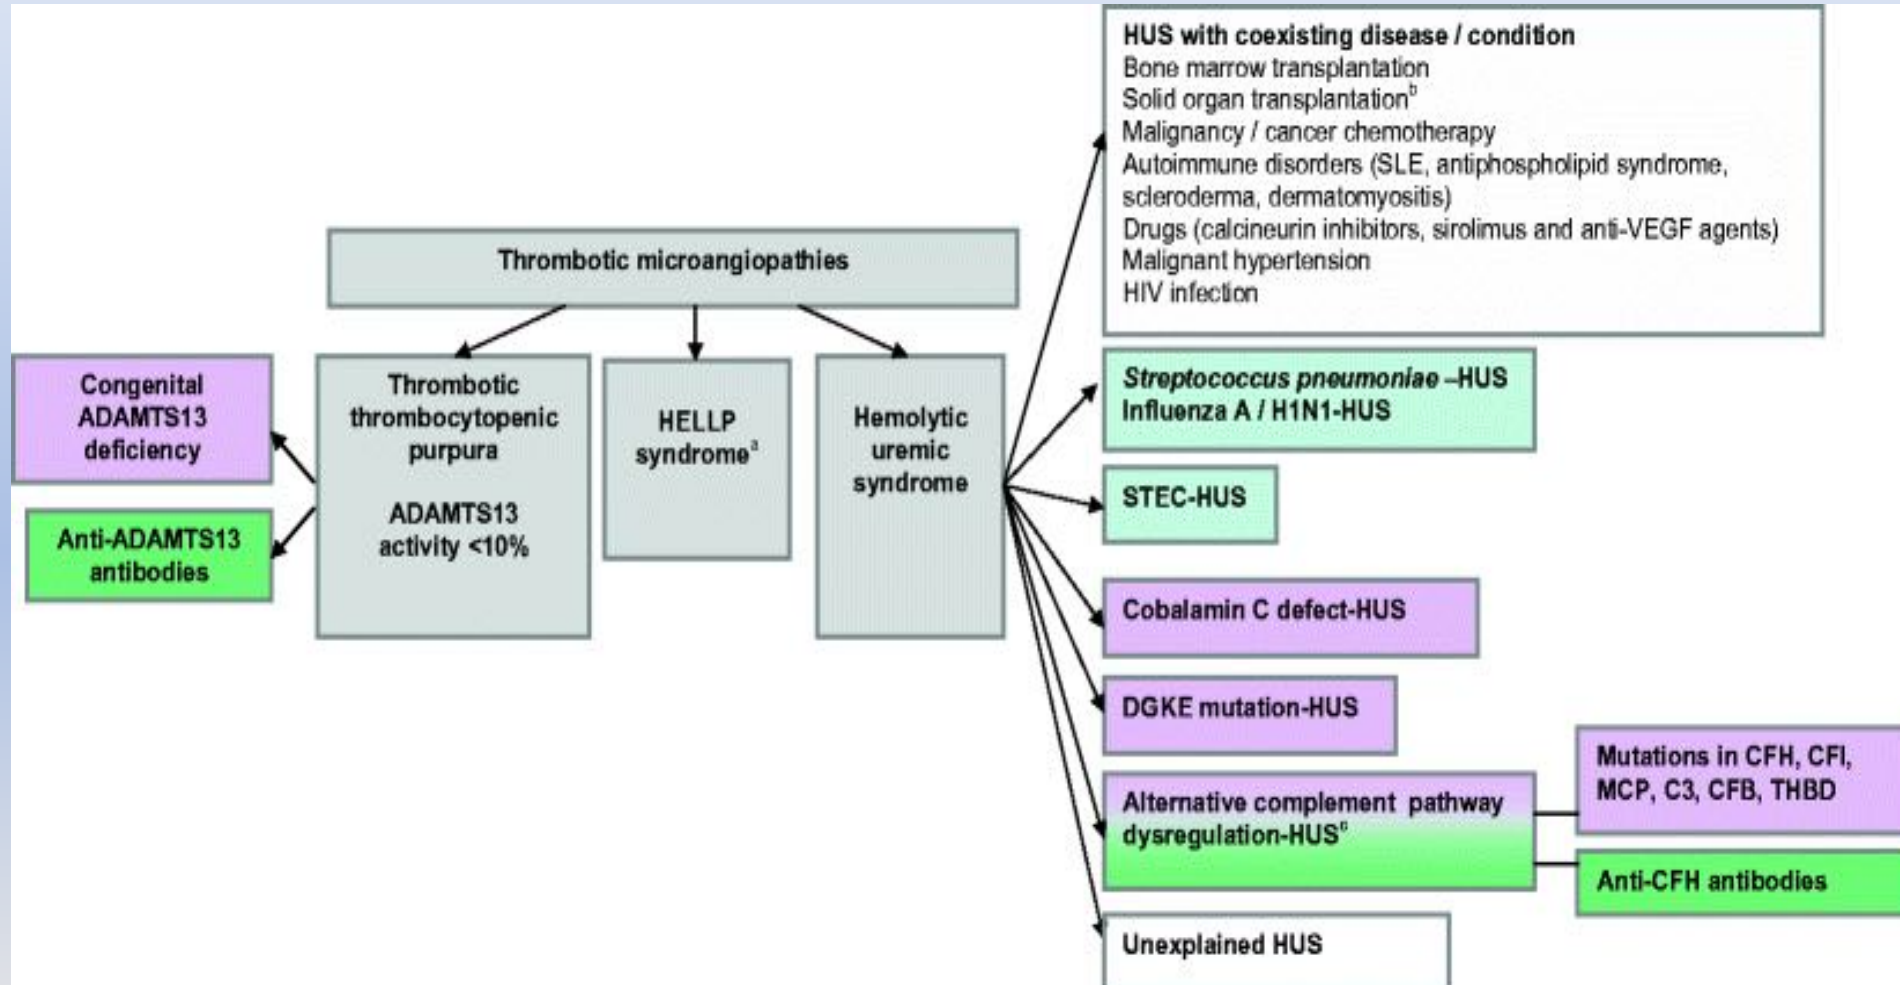 HUS with coexisting disease / condition
Bone marrow transplantation
Solid organ transplantationᵇ
Malignancy / cancer chemotherapy
Autoimmune disorders (SLE, antiphospholipid syndrome,
scleroderma, dermatomyositis)
Drugs (calcineurin inhibitors, sirolimus and anti-VEGF agents)
Malignant hypertension
HIV infection
Thrombotic microangiopathies
Congenital
ADAMTS13
deficiency
Anti-ADAMTS13
antibodies
Thrombotic
thrombocytopenic
purpura
ADAMTS13
activity <10%
HELLP
syndromeᵃ
Hemolytic
uremic
syndrome
Streptococcus pneumoniae –HUS
Influenza A / H1N1-HUS
STEC-HUS
Cobalamin C defect-HUS
DGKE mutation-HUS
Alternative complement pathway
dysregulation-HUSᶜ
Mutations in CFH, CFI,
MCP, C3, CFB, THBD
Anti-CFH antibodies
Unexplained HUS